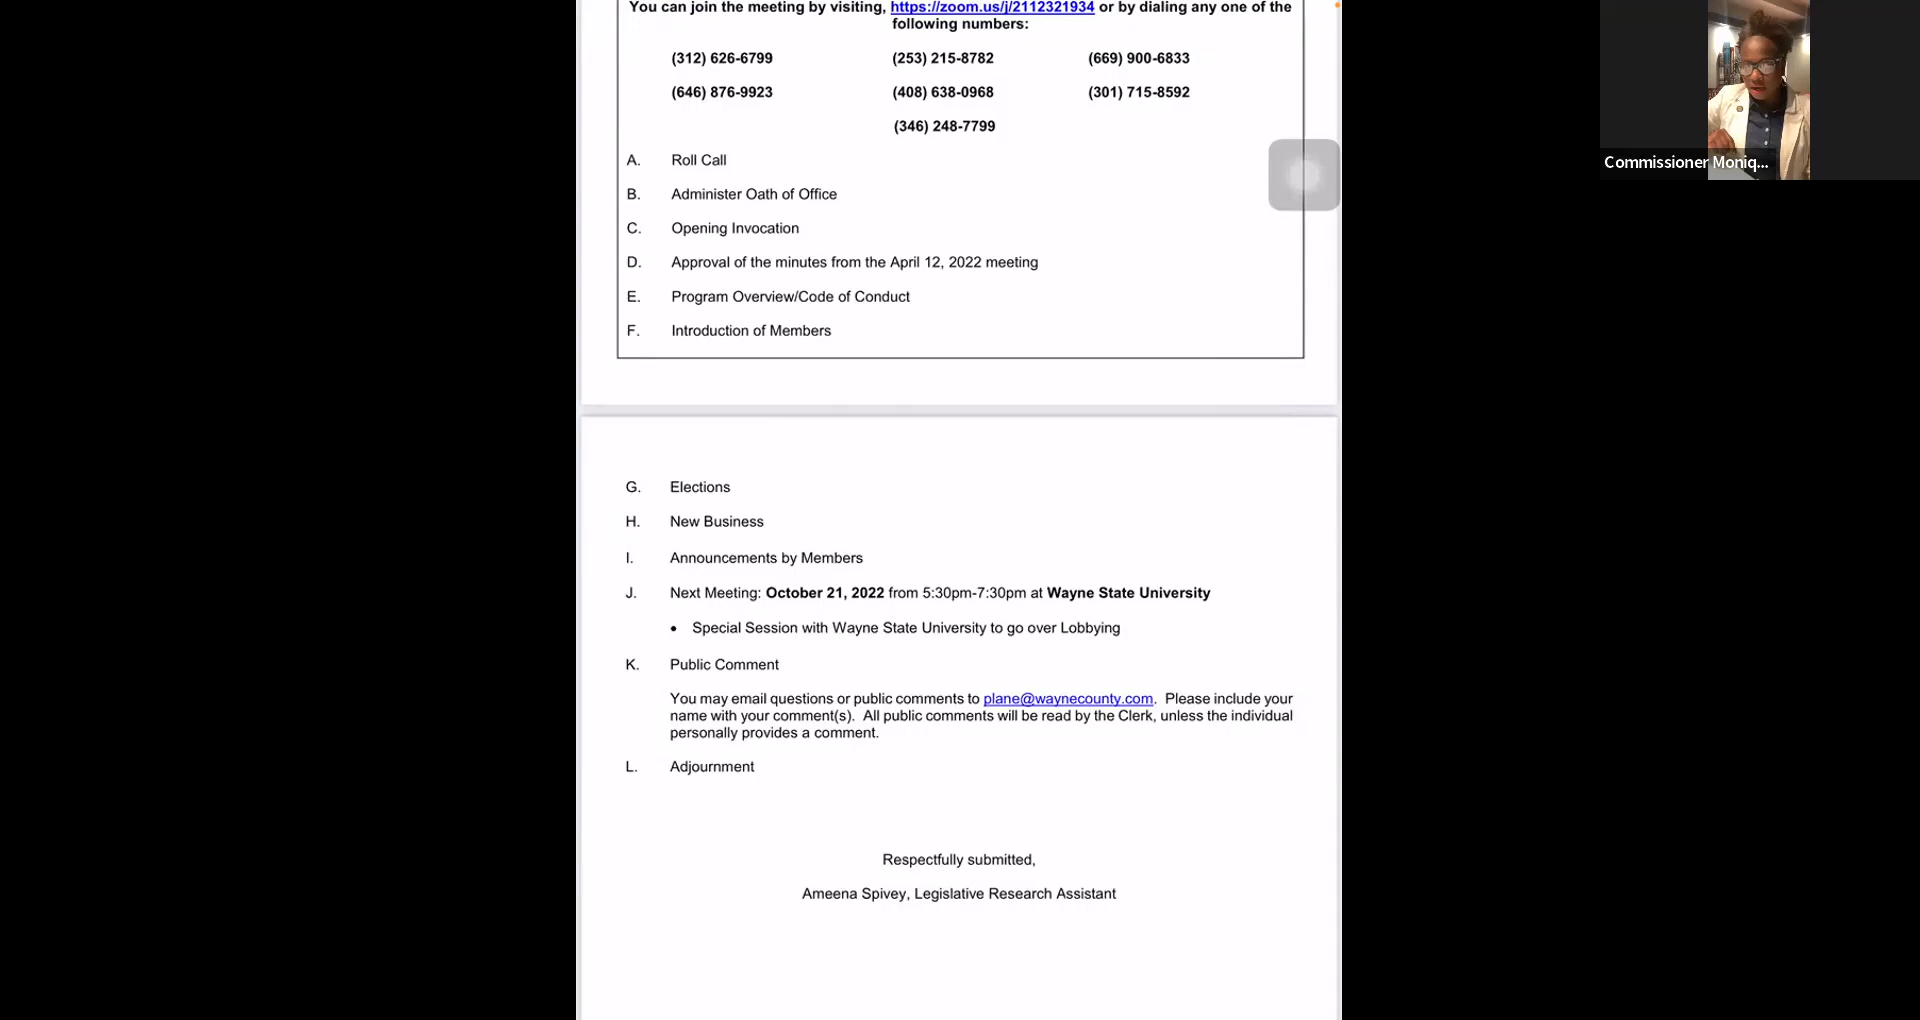 You can join the meeting by visiting, https://zoom.us/j/2112321934 or by dialing any one of the
following numbers:
(312) 626-6799 (253) 215-8782 (669) 900-6833
(646) 876-9923 (408) 638-0968 (301) 715-8592
(346) 248-7799
A. Roll Call
B. Administer Oath of Office
C. Opening Invocation
D. Approval of the minutes from the April 12, 2022 meeting
E. Program Overview/Code of Conduct
F. Introduction of Members
G. Elections
H. New Business
I. Announcements by Members
J. Next Meeting: October 21, 2022 from 5:30pm-7:30pm at Wayne State University
• Special Session with Wayne State University to go over Lobbying
K. Public Comment
You may email questions or public comments to plane@waynecounty.com. Please include your
name with your comment(s). All public comments will be read by the Clerk, unless the individual
personally provides a comment.
L. Adjournment
Respectfully submitted,
Ameena Spivey, Legislative Research Assistant
Commissioner Moniq...